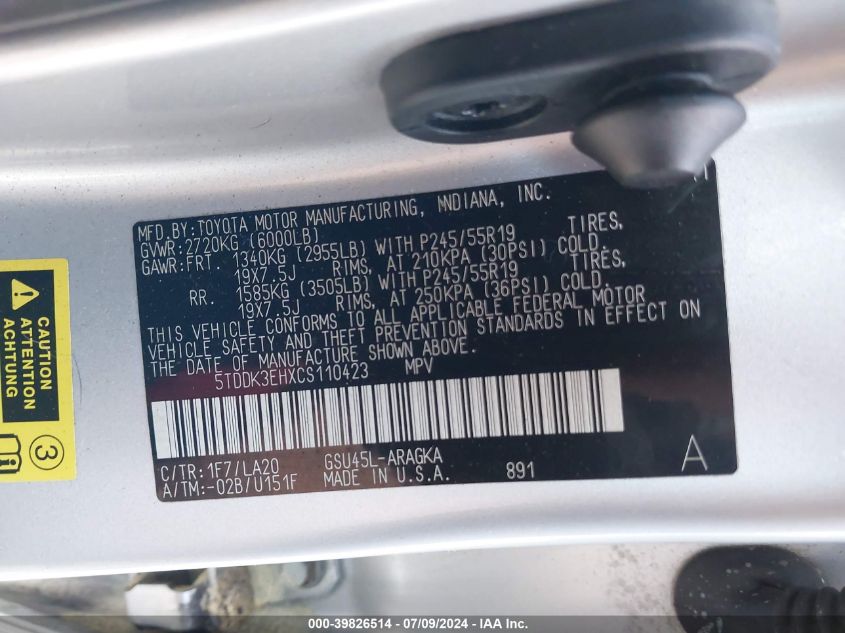 MFD.BY:TOYOTA MOTOR MANUFACTURING, INDIANA, INC.
GVWR:2720KG (6000LB)
GAWR:FRT. 1340KG (2955LB) WITH P245/55R19 TIRES,
19X7.5J RIMS, AT 210KPA (30PSI) COLD.
RR. 1585KG (3505LB) WITH P245/55R19 TIRES,
19X7.5J RIMS, AT 250KPA (36PSI) COLD.
THIS VEHICLE CONFORMS TO ALL APPLICABLE FEDERAL MOTOR
VEHICLE SAFETY AND THEFT PREVENTION STANDARDS IN EFFECT ON
THE DATE OF MANUFACTURE SHOWN ABOVE.
5TDDK3EHXCS110423 MPV
C/TR:1F7/LA20 GSU45L-ARAGKA
A/TM:-02B/U151F MADE IN U.S.A. 891
A
CAUTION
ATTENTION
ACHTUNG
3
000-39826514 - 07/09/2024 - IAA, Inc.